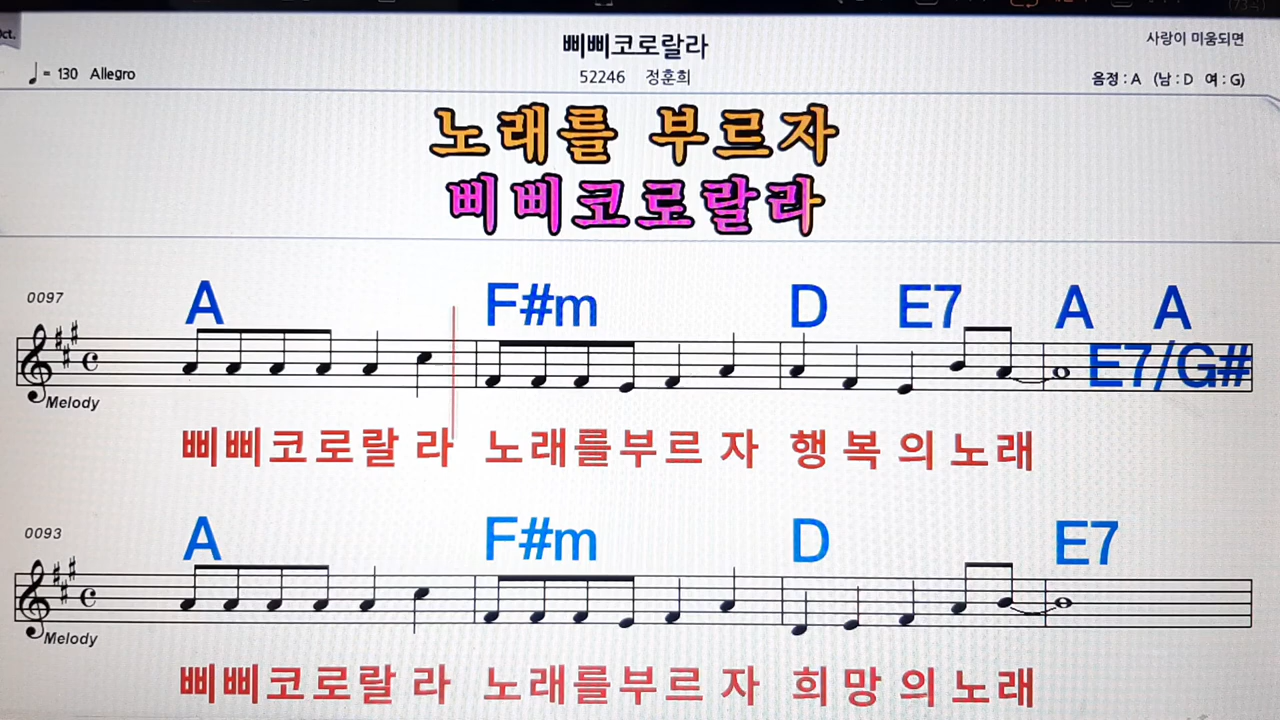 Oct.
삐삐코로랄라
사랑이 미움되면
♩= 130 Allegro
52246 정훈희
음정 : A (남 : D 여 : G)
노래를 부르자
삐삐코로랄라
0097
A F#m D E7 A A
E7/G#
Melody
삐삐코로랄 라 노래를부르 자 행 복 의 노래
0093
A F#m D E7
Melody
삐삐코로랄 라 노래를부르 자 희 망 의 노래